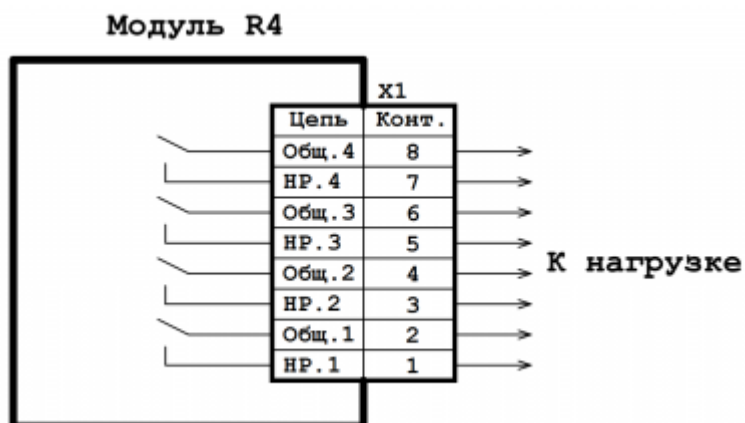 Модуль R4
X1
Цепь Конт.
Общ.4 8
НР.4 7
Общ.3 6
НР.3 5
Общ.2 4
НР.2 3
Общ.1 2
НР.1 1
К нагрузке